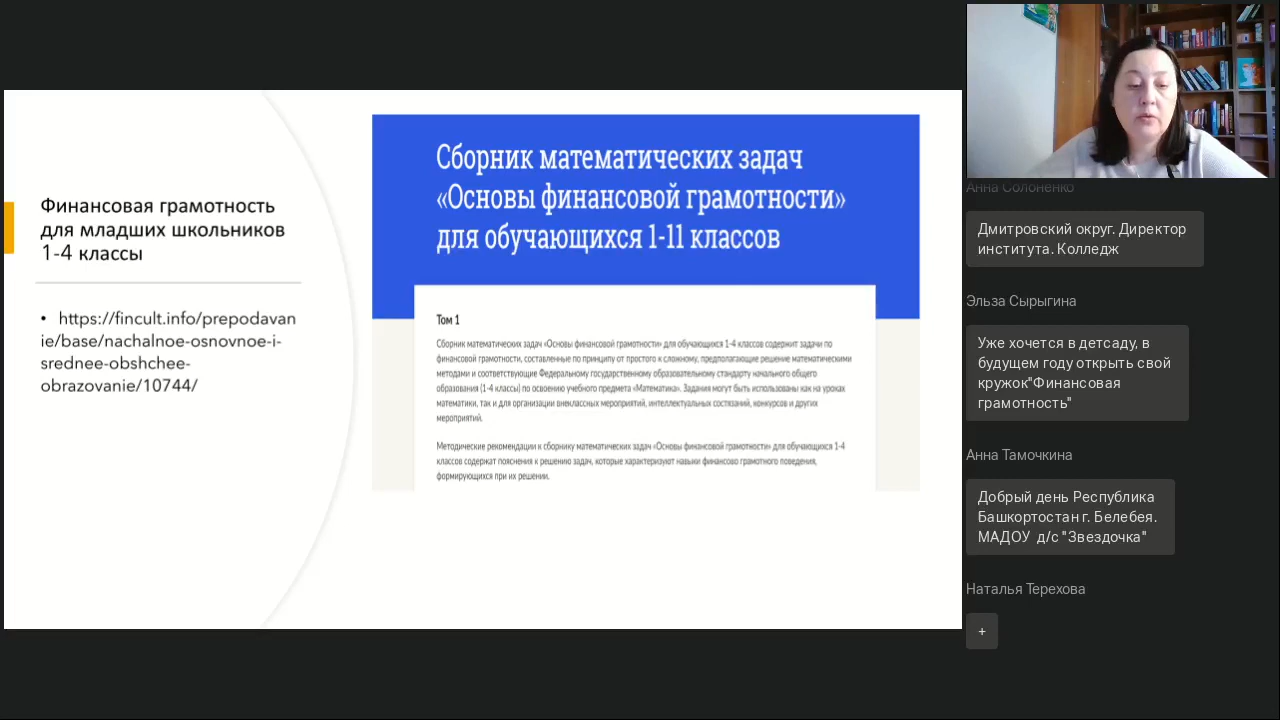 Финансовая грамотность
для младших школьников
1-4 классы
• https://fincult.info/prepodavan
ie/base/nachalnoe-osnovnoe-i-
srednee-obshchee-
obrazovanie/10744/
Сборник математических задач
«Основы финансовой грамотности»
для обучающихся 1-11 классов
Том 1
Сборник математических задач «Основы финансовой грамотности» для обучающихся 1-4 классов содержит задачи по
финансовой грамотности, составленные по принципу от простого к сложному, предполагающие решение математическими
методами и соответствующие Федеральному государственному образовательному стандарту начального общего
образования (1-4 классы) по освоению учебного предмета «Математика». Задания могут быть использованы как на уроках
математики, так и для организации внеклассных мероприятий, интеллектуальных состязаний, конкурсов и других
мероприятий.
Методические рекомендации к сборнику математических задач «Основы финансовой грамотности» для обучающихся 1-4
классов содержат пояснения к решению задач, которые характеризуют навыки финансово грамотного поведения,
формирующихся при их решении.
Анна Солоненко
Дмитровский округ. Директор
института. Колледж
Эльза Сырыгина
Уже хочется в детсаду, в
будущем году открыть свой
кружок"Финансовая
грамотность"
Анна Тамочкина
Добрый день Республика
Башкортостан г. Белебея.
МАДОУ д/с "Звездочка"
Наталья Терехова
+